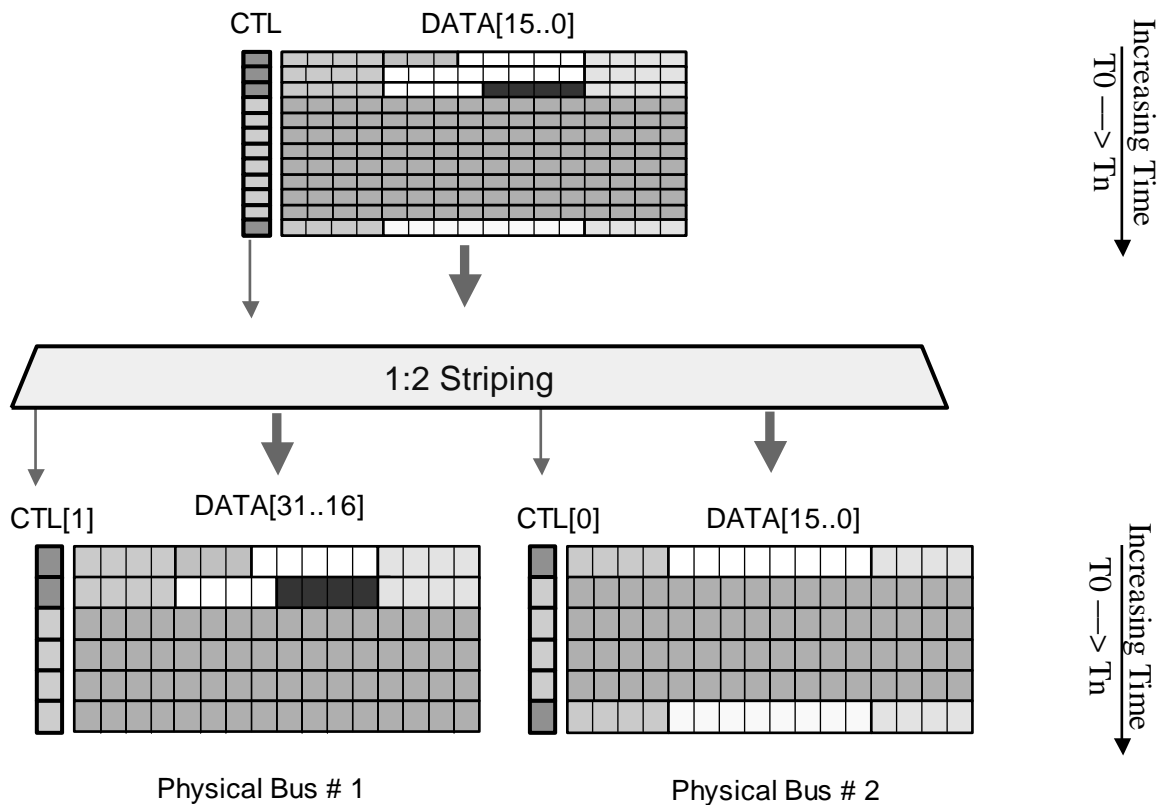 CTL
DATA[15..0]
Increasing Time
T0 —> Tn
1:2 Striping
CTL[1]
DATA[31..16]
CTL[0]
DATA[15..0]
Increasing Time
T0 —> Tn
Physical Bus # 1
Physical Bus # 2